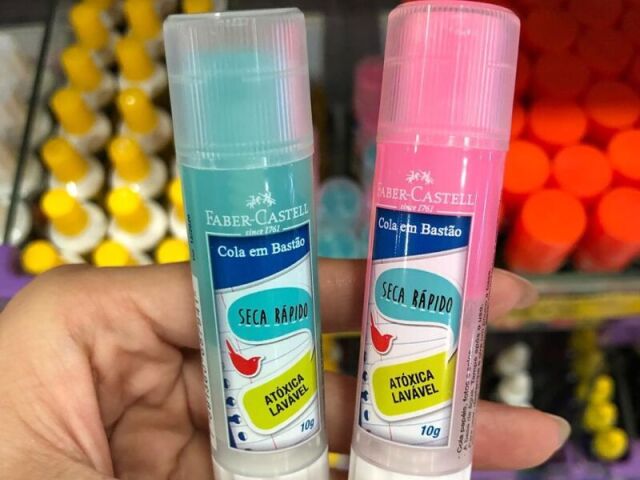 FABER-CASTELL
since 1761
Cola em Bastão
SECA RÁPIDO
ATÓXICA
LAVÁVEL
10g
FABER-CASTELL
since 1761
Cola em Bastão
SECA RÁPIDO
ATÓXICA
LAVÁVEL
10g